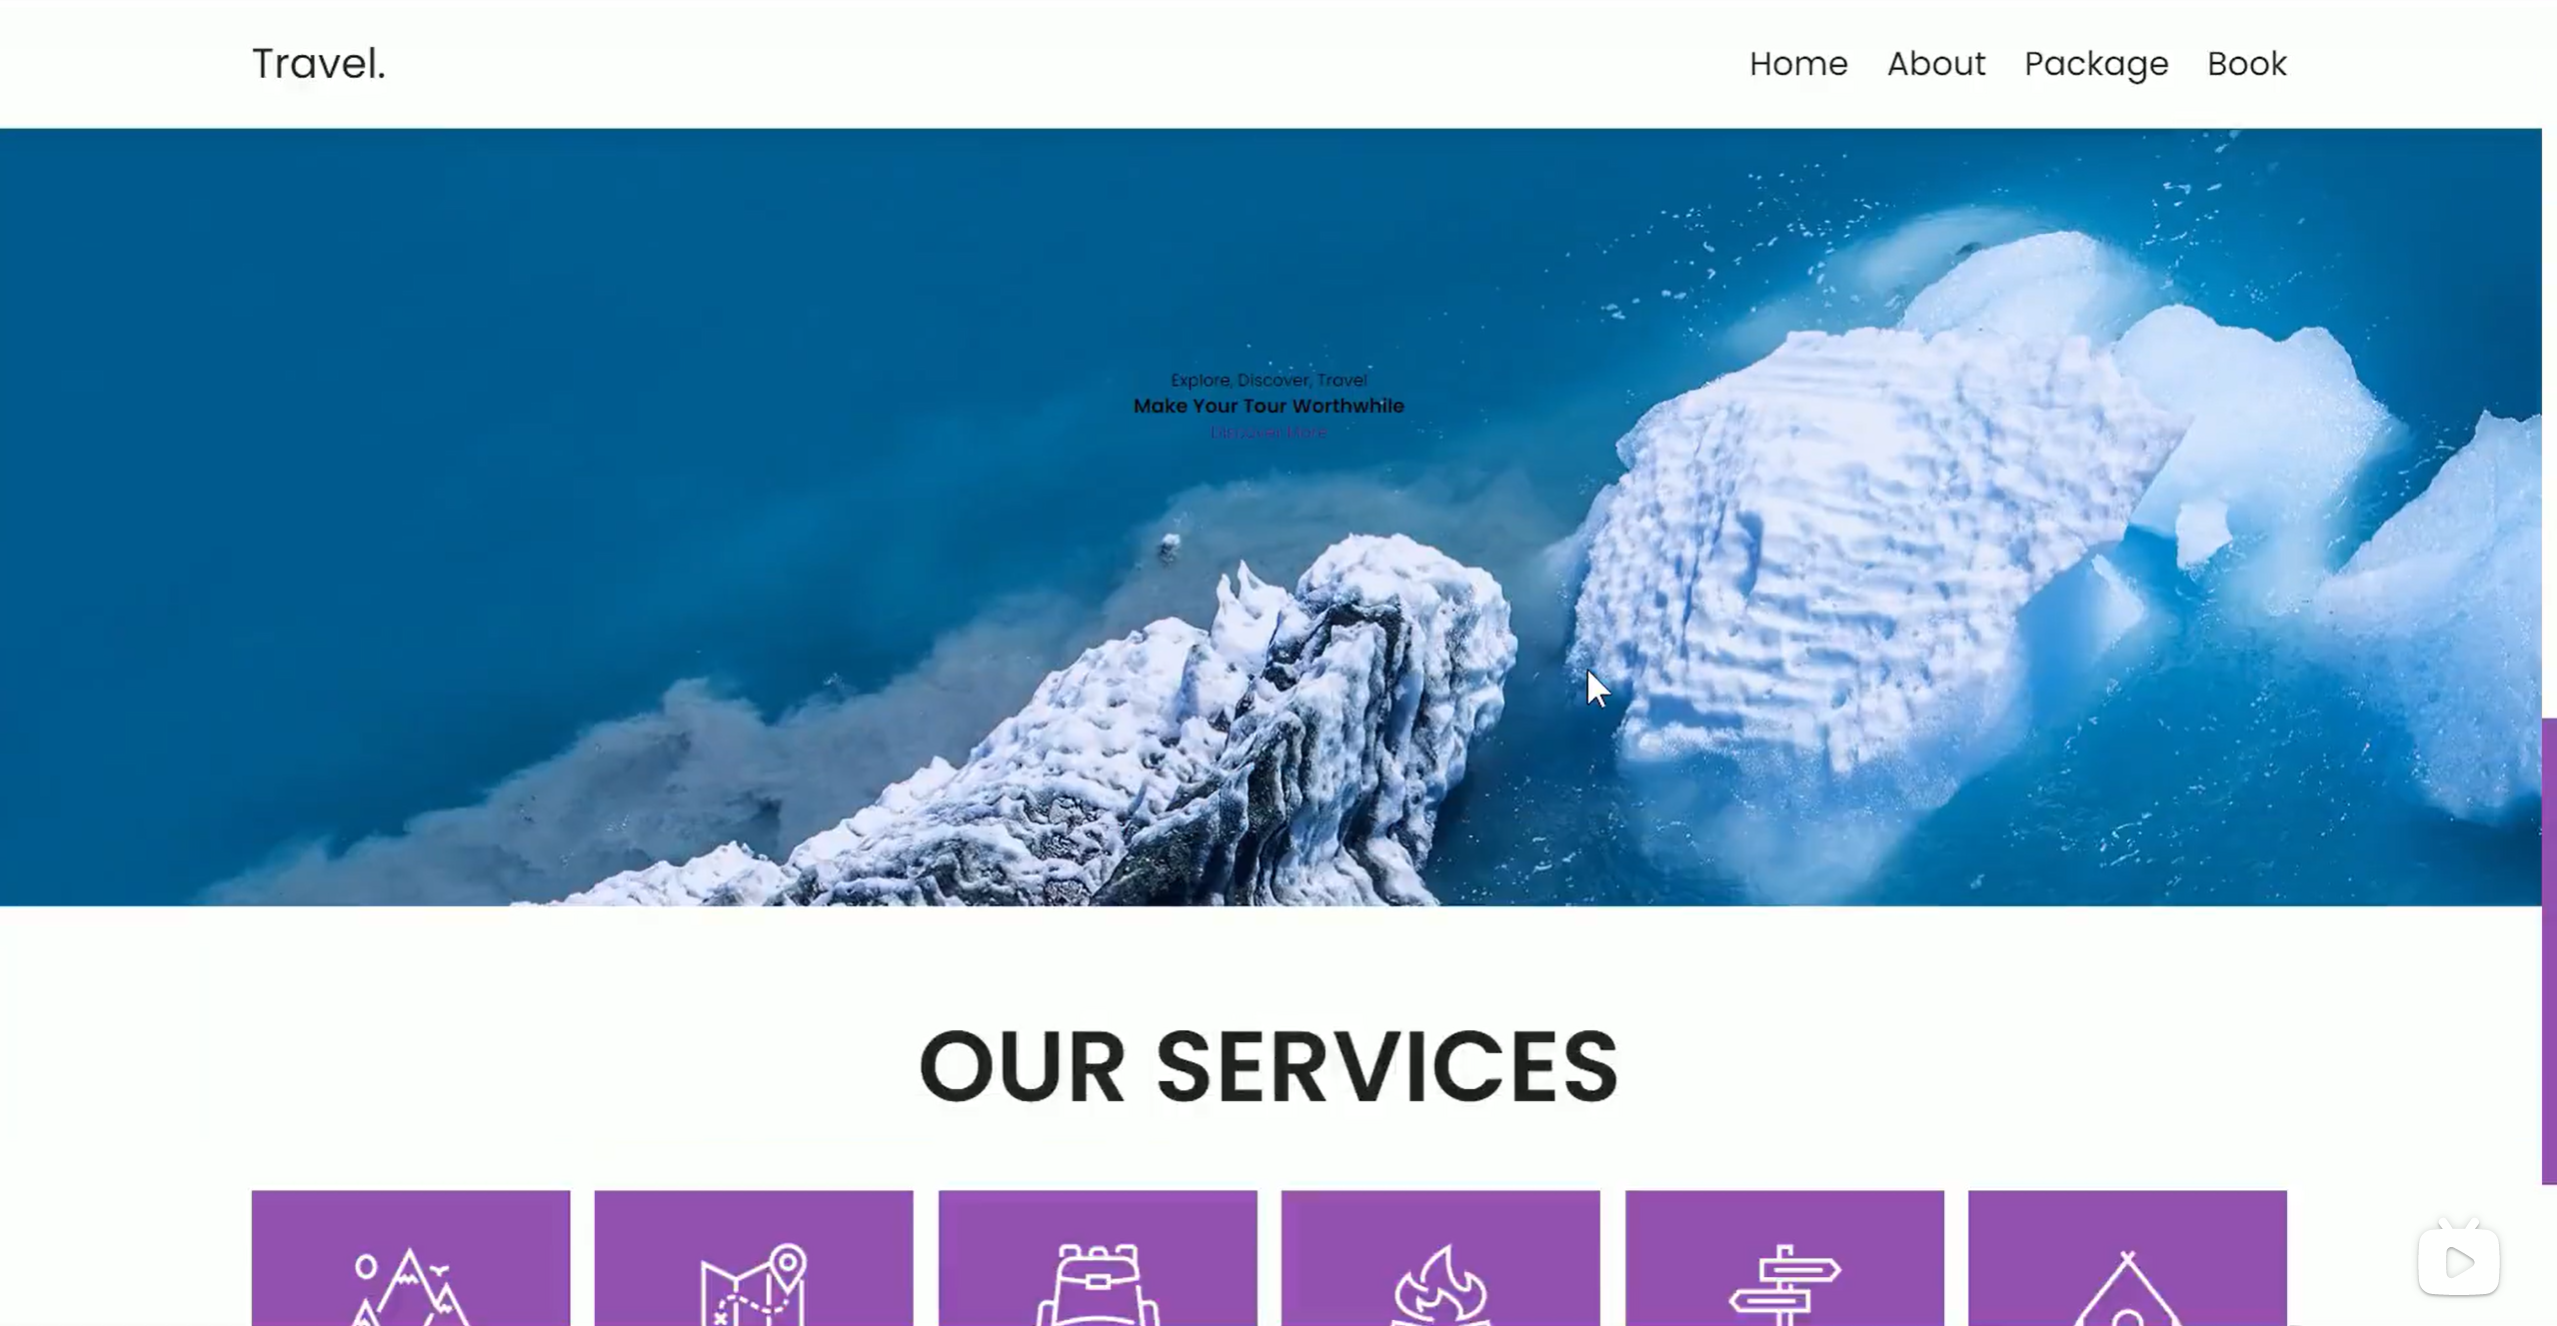 Travel.
Home About Package Book
Explore, Discover, Travel
Make Your Tour Worthwhile
Discover More
OUR SERVICES